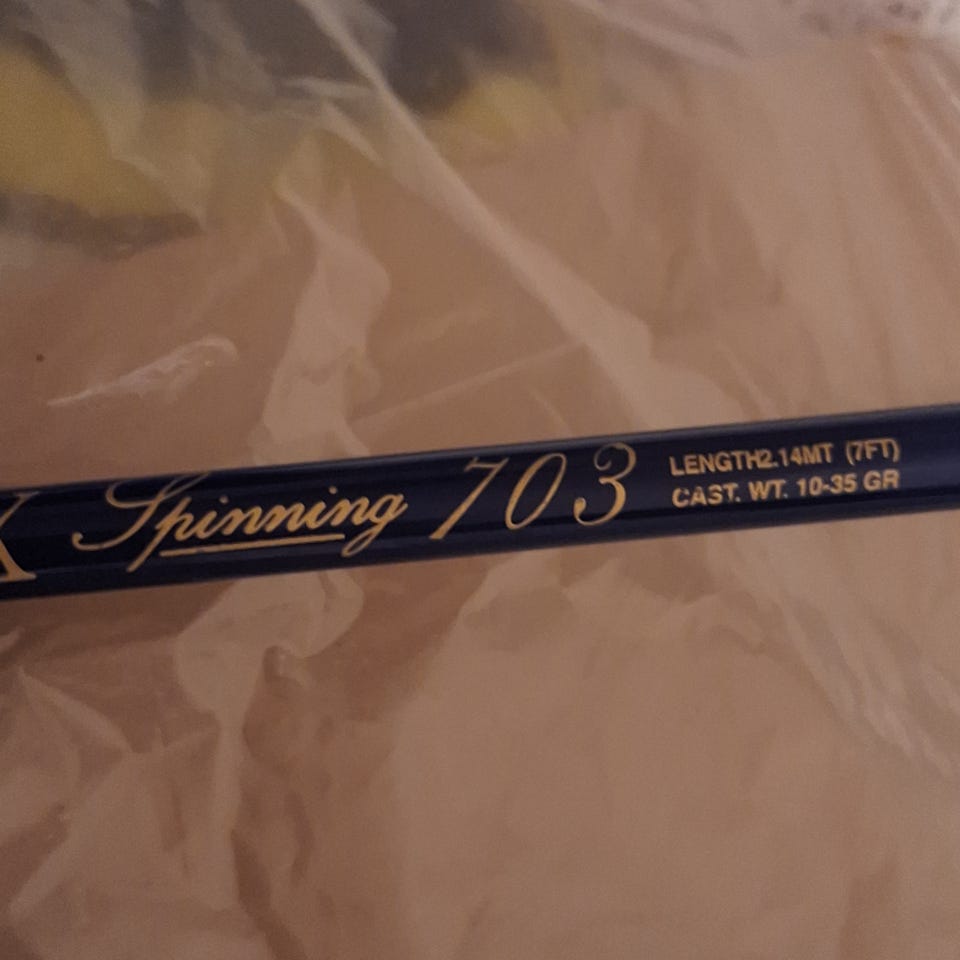 X Spinning 703
LENGTH2.14MT (7FT)
CAST. WT. 10-35 GR